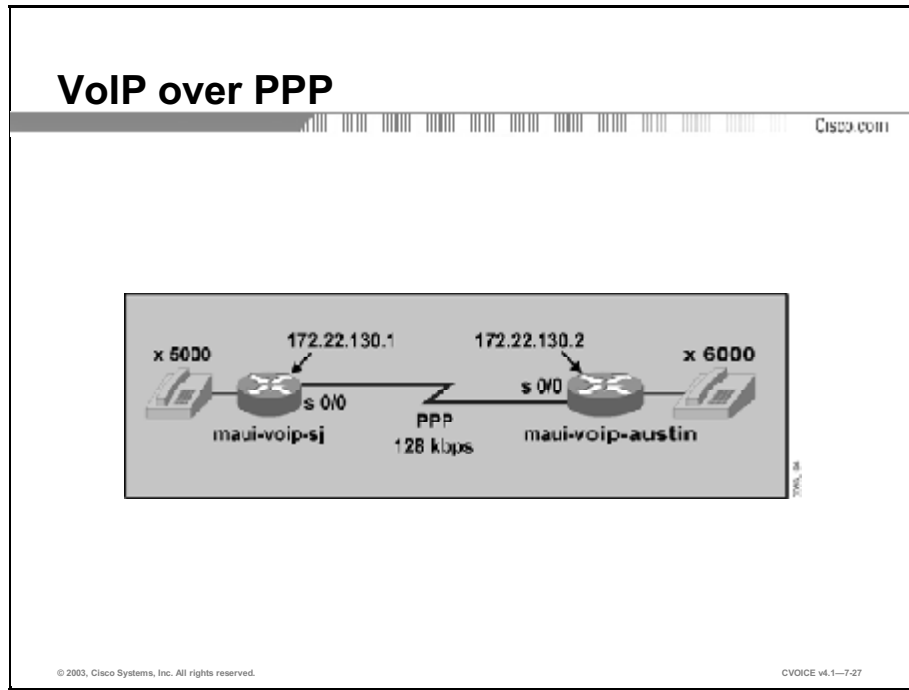 VoIP over PPP
Cisco.com
172.22.130.1
172.22.130.2
x 5000
x 6000
s 0/0
s 0/0
PPP
128 kbps
maui-voip-sj
maui-voip-austin
© 2003, Cisco Systems, Inc. All rights reserved.
CVOICE v4.1—7-27